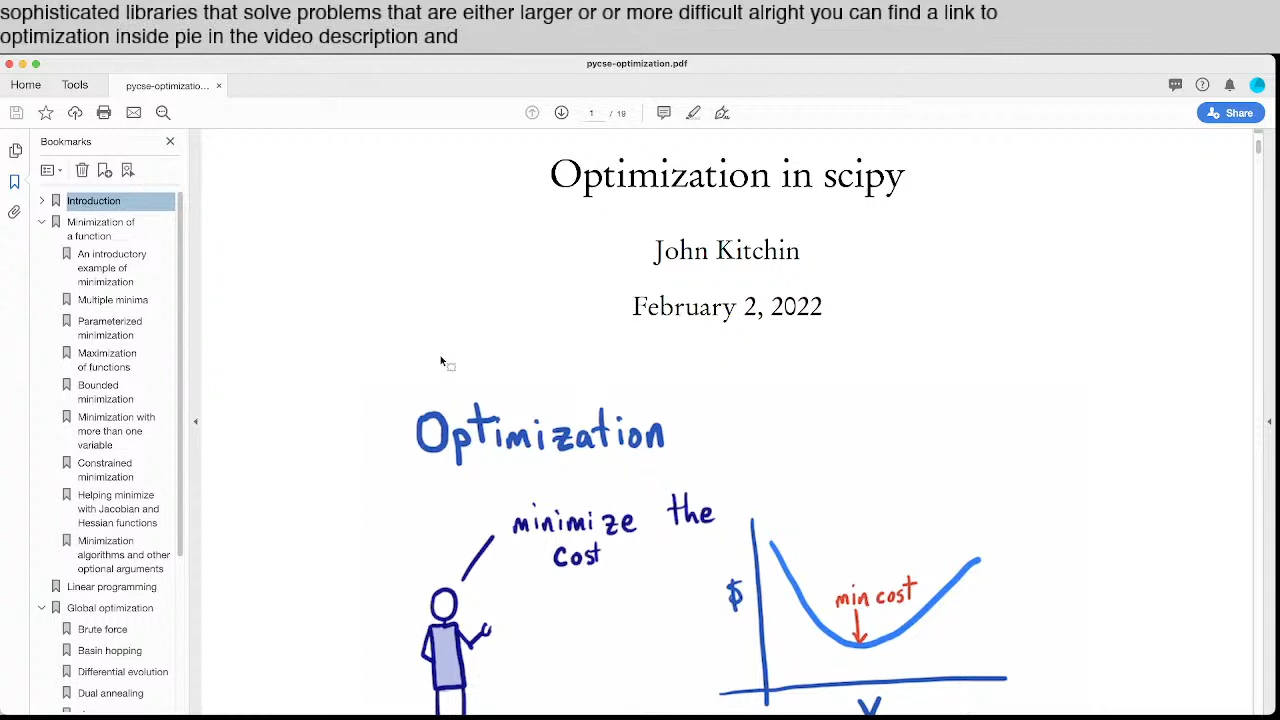 sophisticated libraries that solve problems that are either larger or or more difficult alright you can find a link to
optimization inside pie in the video description and
pycse-optimization.pdf
Home
Tools
pycse-optimizatio... ×
1 / 19
Share
Bookmarks
Introduction
Minimization of
a function
An introductory
example of
minimization
Multiple minima
Parameterized
minimization
Maximization
of functions
Bounded
minimization
Minimization with
more than one
variable
Constrained
minimization
Helping minimize
with Jacobian and
Hessian functions
Minimization
algorithms and other
optional arguments
Linear programming
Global optimization
Brute force
Basin hopping
Differential evolution
Dual annealing
Optimization in scipy
John Kitchin
February 2, 2022
Optimization
minimize the
cost
$
min cost